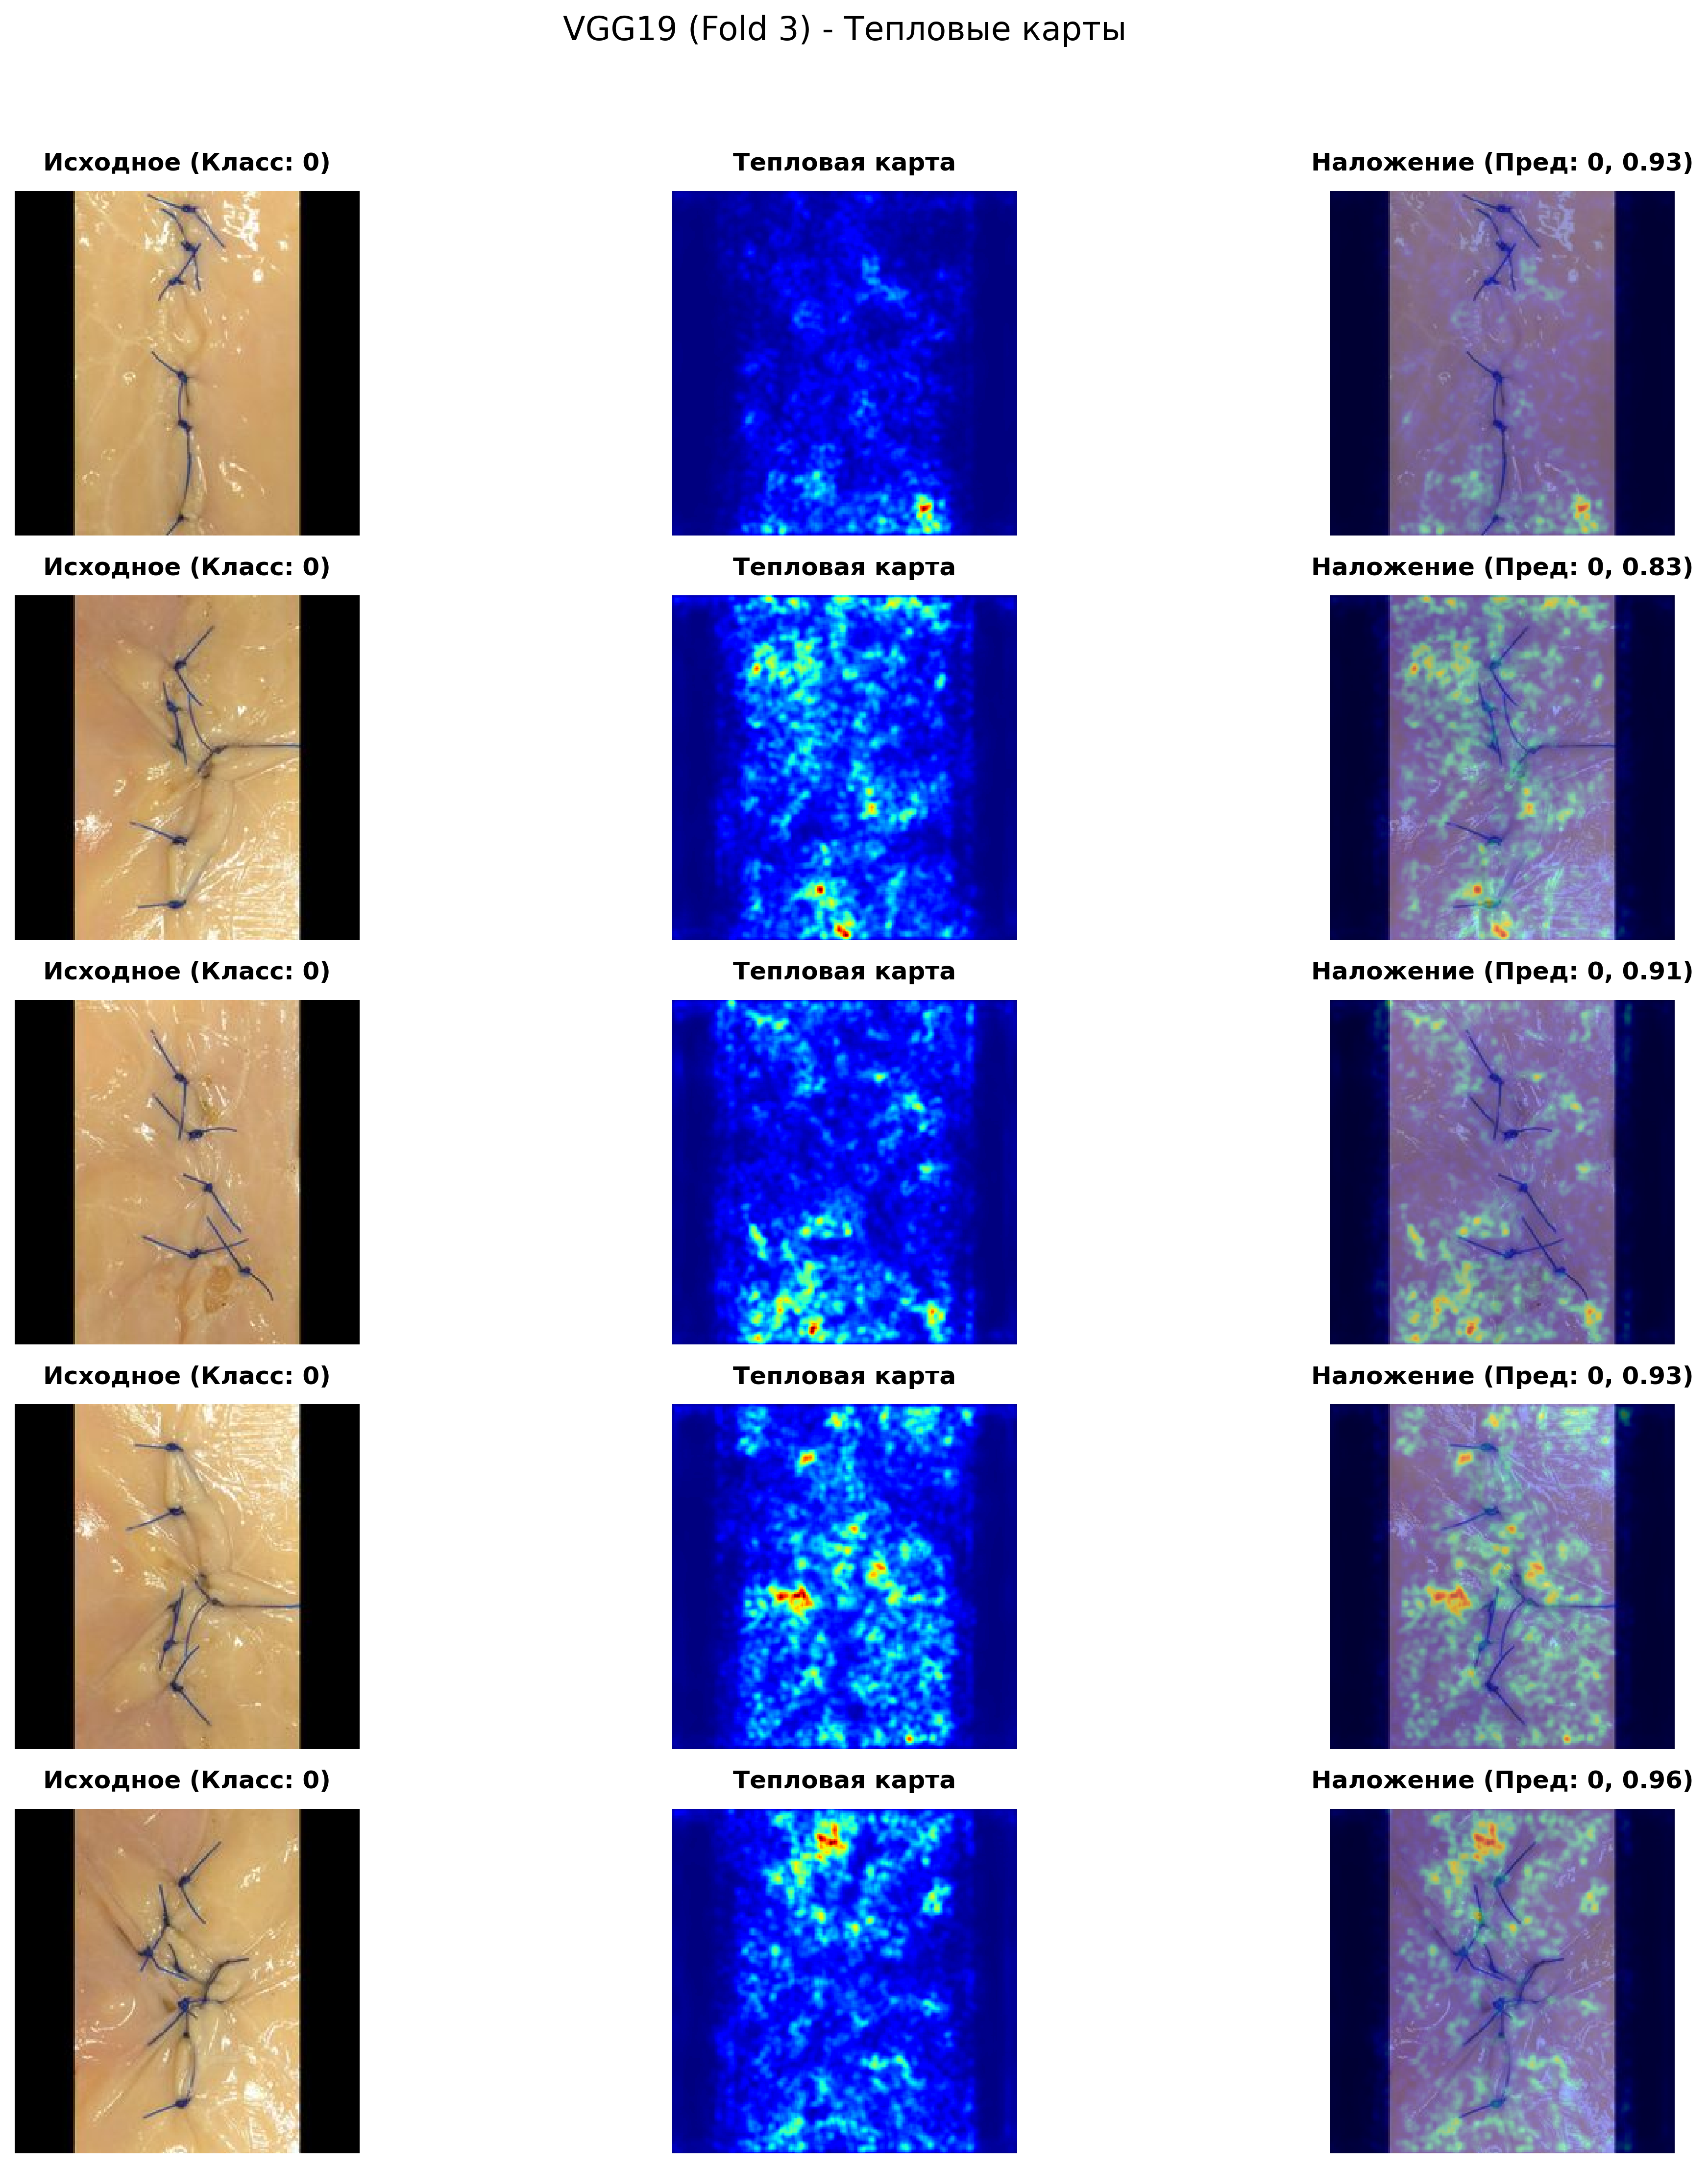 VGG19 (Fold 3) - Тепловые карты
Исходное (Класс: 0)
Тепловая карта
Наложение (Пред: 0, 0.93)
Исходное (Класс: 0)
Тепловая карта
Наложение (Пред: 0, 0.83)
Исходное (Класс: 0)
Тепловая карта
Наложение (Пред: 0, 0.91)
Исходное (Класс: 0)
Тепловая карта
Наложение (Пред: 0, 0.93)
Исходное (Класс: 0)
Тепловая карта
Наложение (Пред: 0, 0.96)